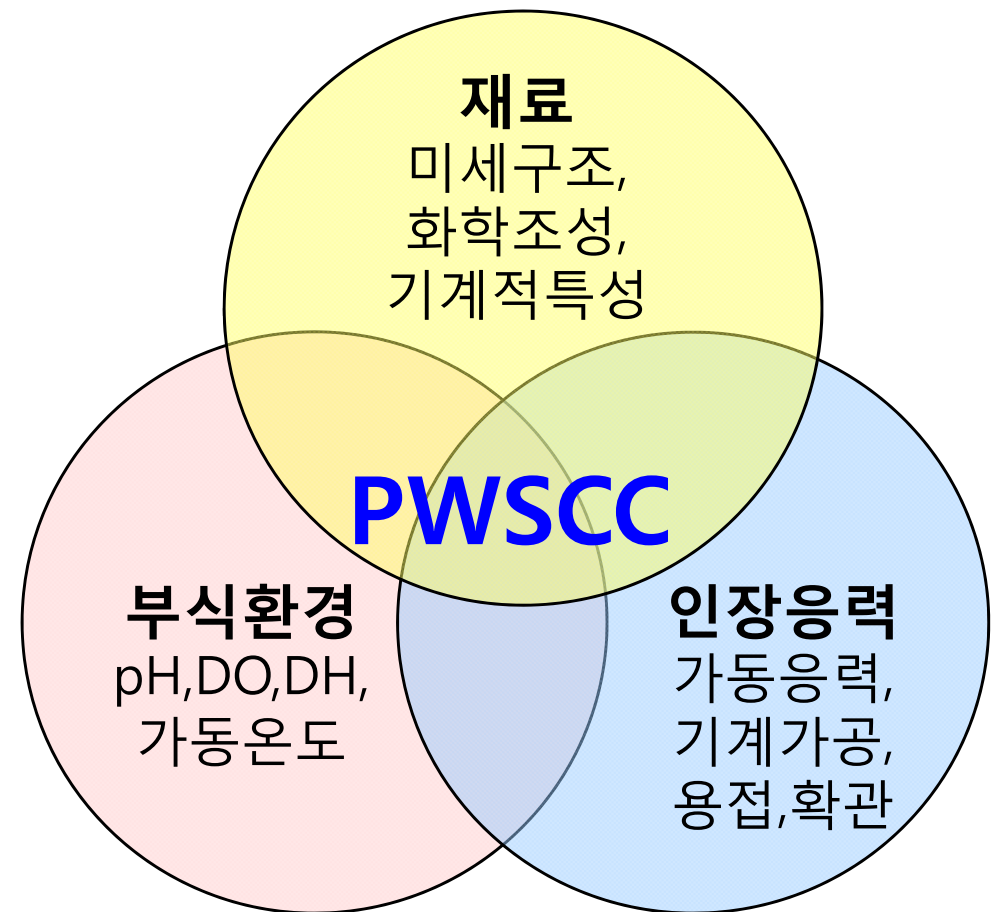 재료
미세구조,
화학조성,
기계적특성
PWSCC
부식환경
pH,DO,DH,
가동온도
인장응력
가동응력,
기계가공,
용접,확관